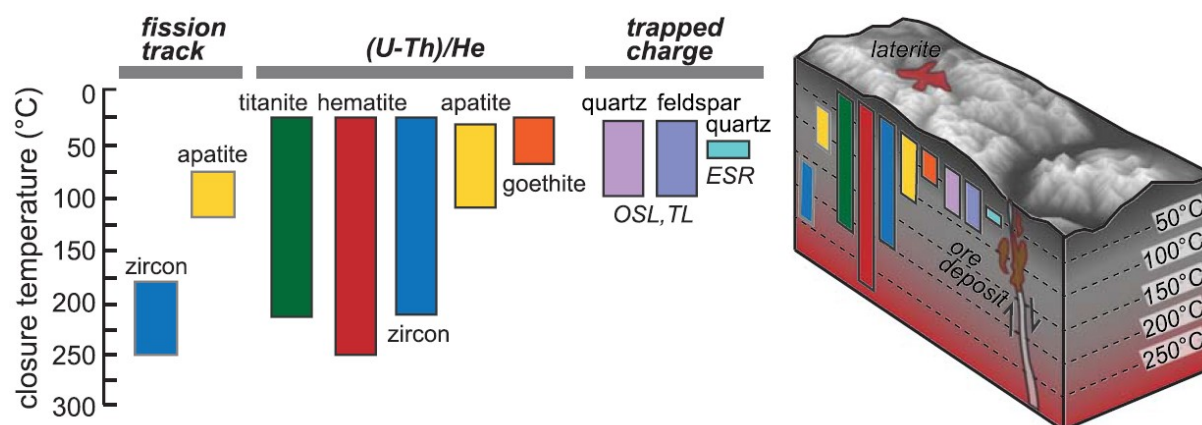 fission
track
(U-Th)/He
trapped
charge
closure temperature (°C)
0
50
100
150
200
250
300
zircon
apatite
titanite
hematite
zircon
apatite
goethite
quartz
feldspar
quartz
ESR
OSL, TL
laterite
ore
deposit
50°C
100°C
150°C
200°C
250°C